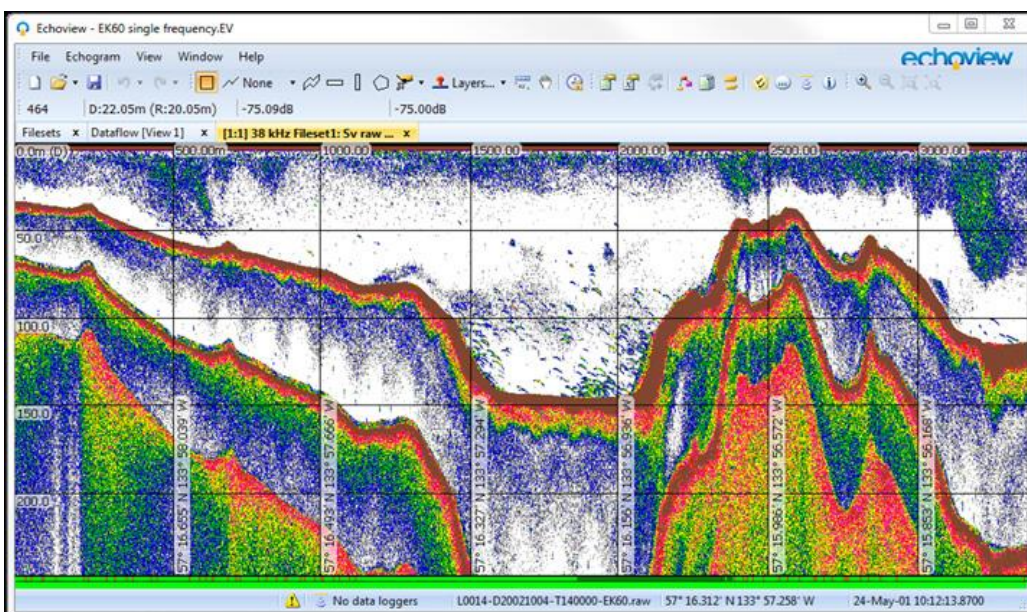 Echoview - EK60 single frequency.EV
File Echogram View Window Help
echoview
None Layers...
464 D:22.05m (R:20.05m) -75.09dB -75.00dB
Filesets x Dataflow [View 1] x [1:1] 38 kHz Fileset1: Sv raw ... x
0.0m (D) 500.00m 1000.00 1500.00 2000.00 2500.00 3000.00
50.0
100.0
150.0
200.0
57° 16.655 N 133° 58.039' W
57° 16.493 N 133° 57.666' W
57° 16.327 N 133° 57.294' W
57° 16.156 N 133° 56.936' W
57° 15.986' N 133° 56.572' W
57° 15.853 N 133° 56.168' W
No data loggers L0014-D20021004-T140000-EK60.raw 57° 16.312' N 133° 57.258' W 24-May-01 10:12:13.8700